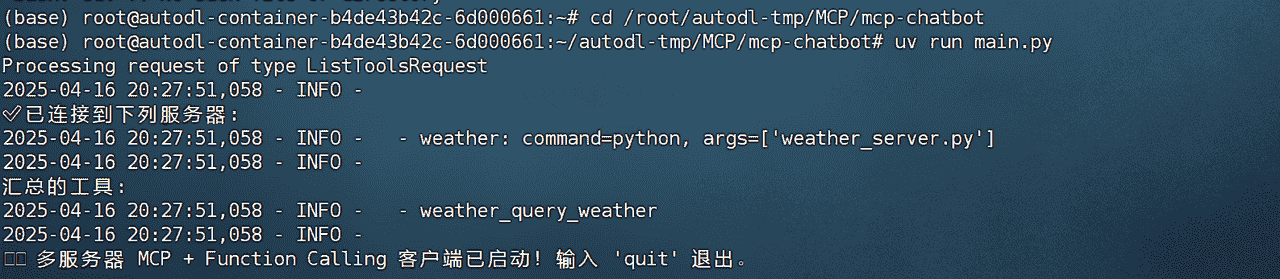 (base) root@autodl-container-b4de43b42c-6d000661:~# cd /root/autodl-tmp/MCP/mcp-chatbot
(base) root@autodl-container-b4de43b42c-6d000661:~/autodl-tmp/MCP/mcp-chatbot# uv run main.py
Processing request of type ListToolsRequest
2025-04-16 20:27:51,058 - INFO -
✅已连接到下列服务器:
2025-04-16 20:27:51,058 - INFO -   - weather: command=python, args=['weather_server.py']
2025-04-16 20:27:51,058 - INFO -
汇总的工具:
2025-04-16 20:27:51,058 - INFO -   - weather_query_weather
2025-04-16 20:27:51,058 - INFO -
多服务器 MCP + Function Calling 客户端已启动！输入 'quit' 退出。